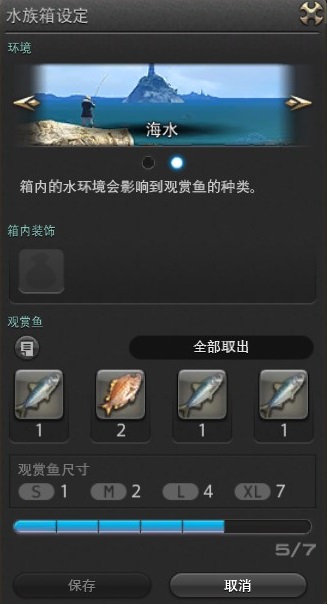 水族箱设定
环境
海水
箱内的水环境会影响到观赏鱼的种类。
箱内装饰
观赏鱼
全部取出
1 2 1 1
观赏鱼尺寸
S 1 M 2 L 4 XL 7
5/7
保存 取消